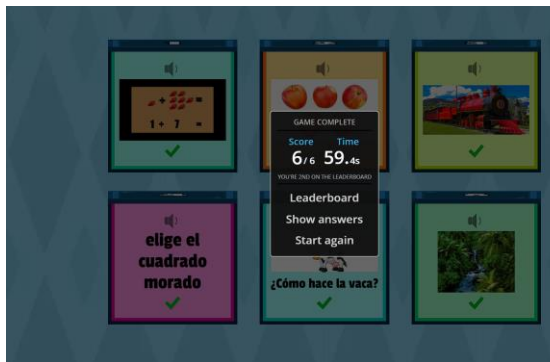 1 + 7 =
GAME COMPLETE
Score Time
6/6 59.4s
YOU'RE 2ND ON THE LEADERBOARD
Leaderboard
Show answers
Start again
elige el
cuadrado
morado
¿Cómo hace la vaca?